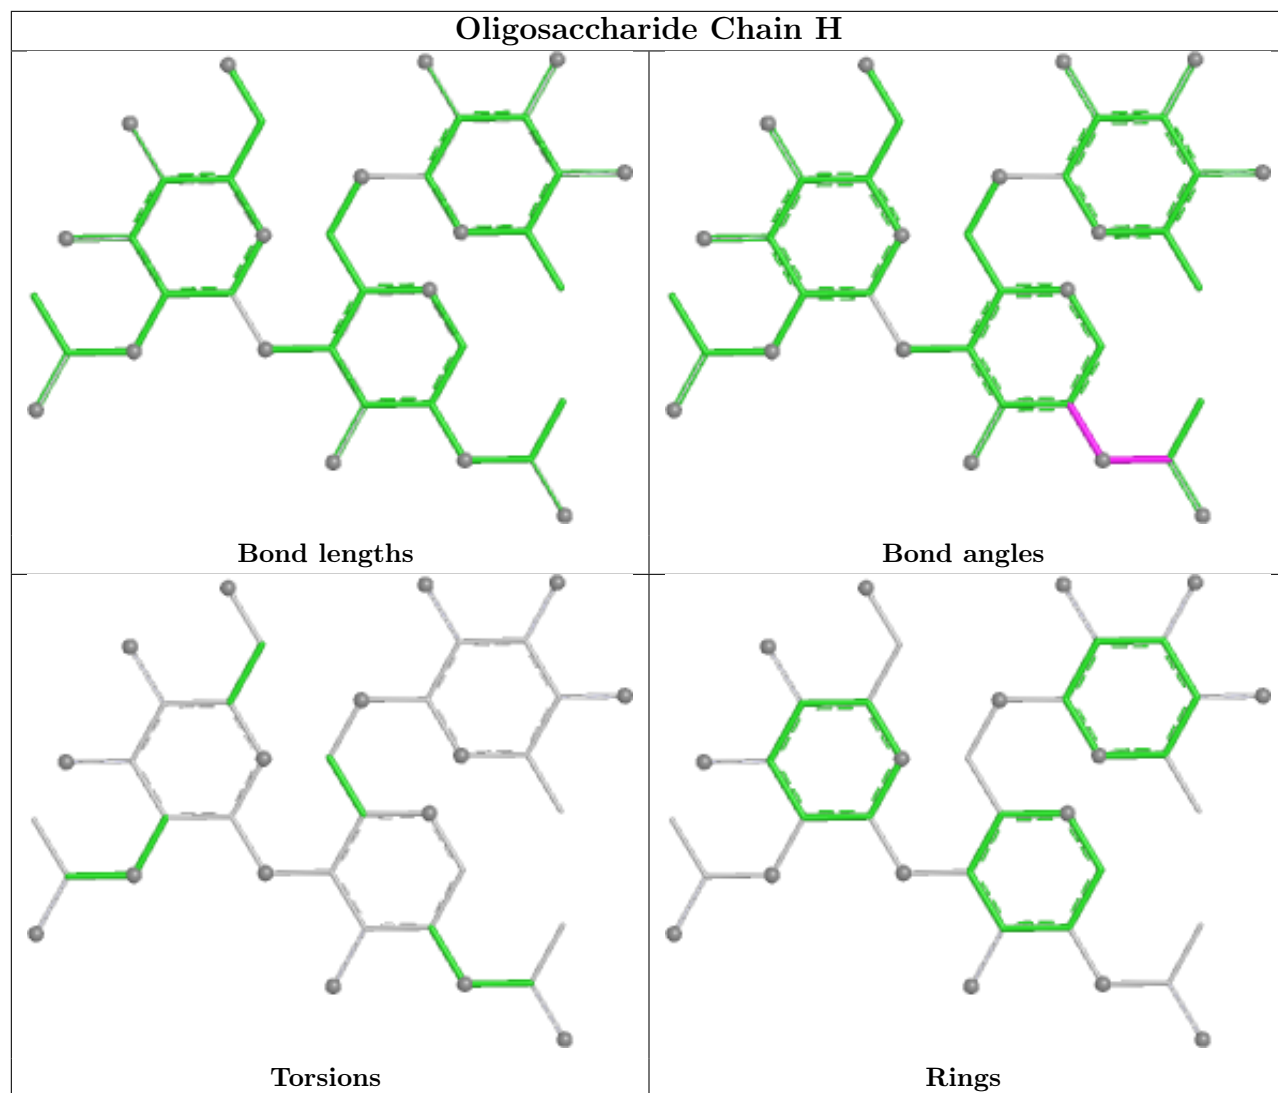 Oligosaccharide Chain H
Bond lengths
Bond angles
Torsions
Rings